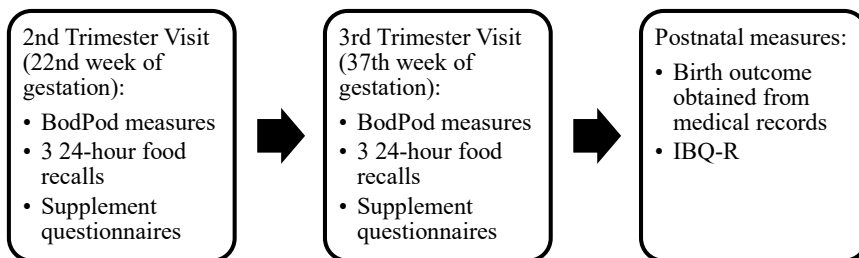 2nd Trimester Visit
(22nd week of
gestation):
• BodPod measures
• 3 24-hour food
recalls
• Supplement
questionnaires
3rd Trimester Visit
(37th week of
gestation):
• BodPod measures
• 3 24-hour food
recalls
• Supplement
questionnaires
Postnatal measures:
• Birth outcome
obtained from
medical records
• IBQ-R